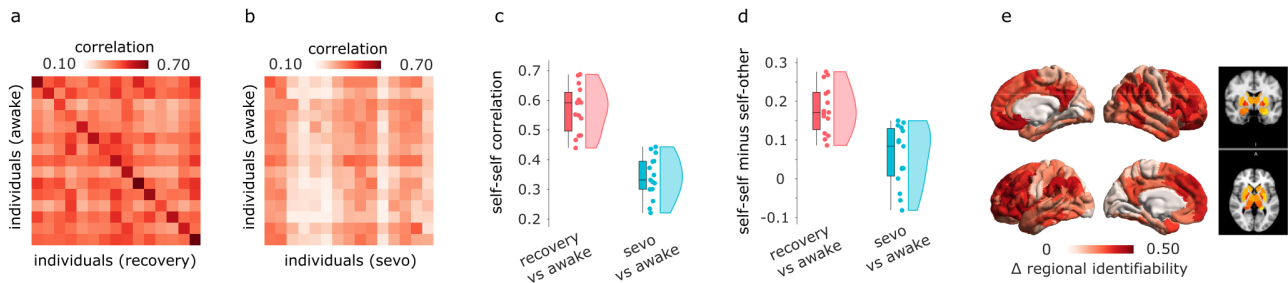 a
correlation
0.10 0.70
individuals (awake)
individuals (recovery)
b
correlation
0.10 0.70
individuals (awake)
individuals (sevo)
c
self-self correlation
0.7
0.6
0.5
0.4
0.3
0.2
recovery
vs awake
sevo
vs awake
d
self-self minus self-other
0.3
0.2
0.1
0
-0.1
recovery
vs awake
sevo
vs awake
e
0 0.50
Δ regional identifiability